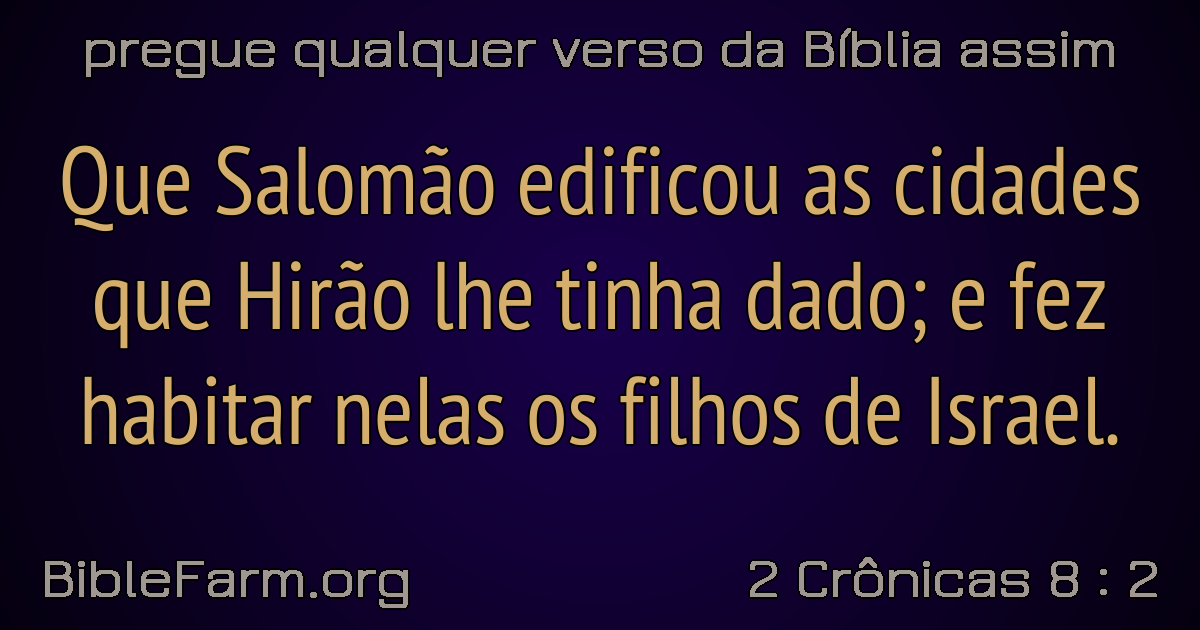 pregue qualquer verso da Bíblia assim
Que Salomão edificou as cidades
que Hirão lhe tinha dado; e fez
habitar nelas os filhos de Israel.
BibleFarm.org
2 Crônicas 8 : 2